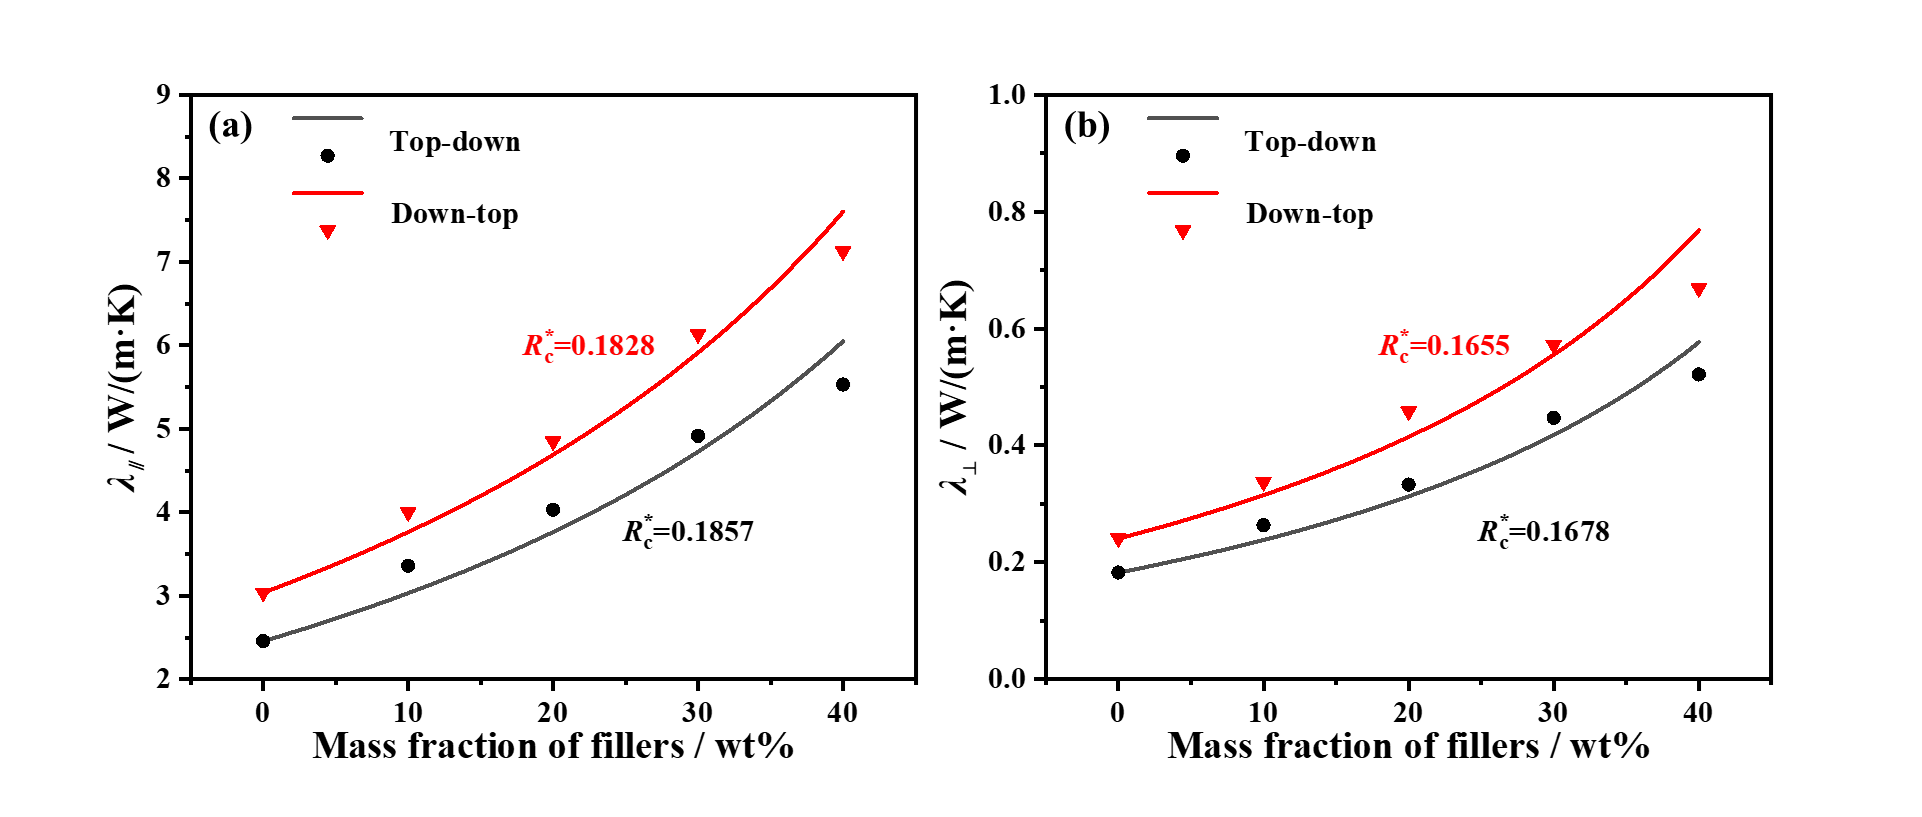 (a)
Top-down
Down-top
9
8
7
6
5
4
3
2
λ∥ / W/(m·K)
R*c=0.1828
R*c=0.1857
0 10 20 30 40
Mass fraction of fillers / wt%
(b)
Top-down
Down-top
1.0
0.8
0.6
0.4
0.2
0.0
λ⊥ / W/(m·K)
R*c=0.1655
R*c=0.1678
0 10 20 30 40
Mass fraction of fillers / wt%